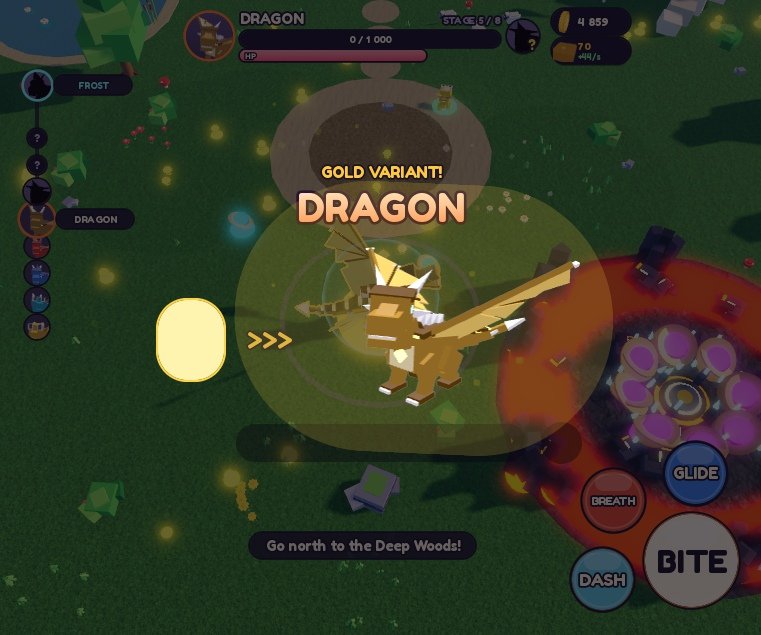 DRAGON
STAGE 5 / 8
0 / 1 000
HP
?
4 859
70
+44/s
FROST
?
?
DRAGON
GOLD VARIANT!
DRAGON
>>>
GLIDE
BREATH
BITE
DASH
Go north to the Deep Woods!